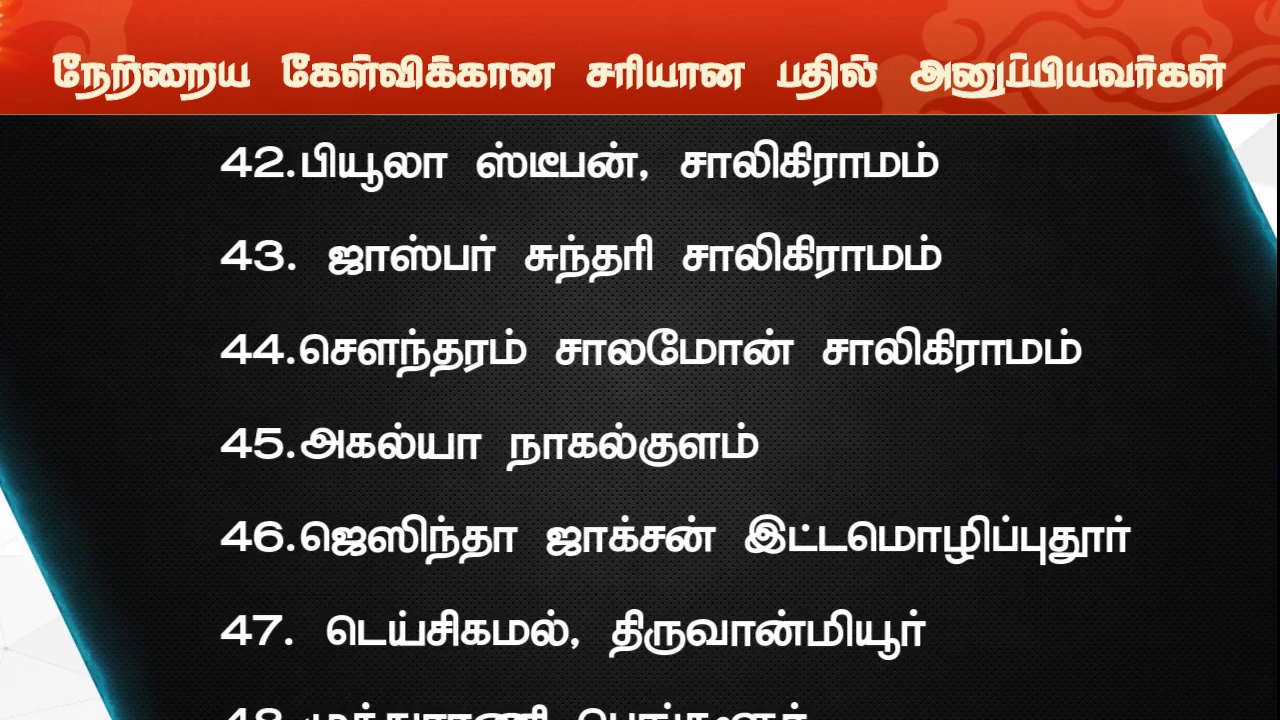 நேற்றைய கேள்விக்கான சரியான பதில் அனுப்பியவர்கள்
42.பியூலா ஸ்டீபன், சாலிகிராமம்
43. ஜாஸ்பர் சுந்தரி சாலிகிராமம்
44.சௌந்தரம் சாலமோன் சாலிகிராமம்
45.அகல்யா நாகல்குளம்
46.ஜெஸிந்தா ஜாக்சன் இட்டமொழிப்புதூர்
47. டெய்சிகமல், திருவான்மியூர்
48.